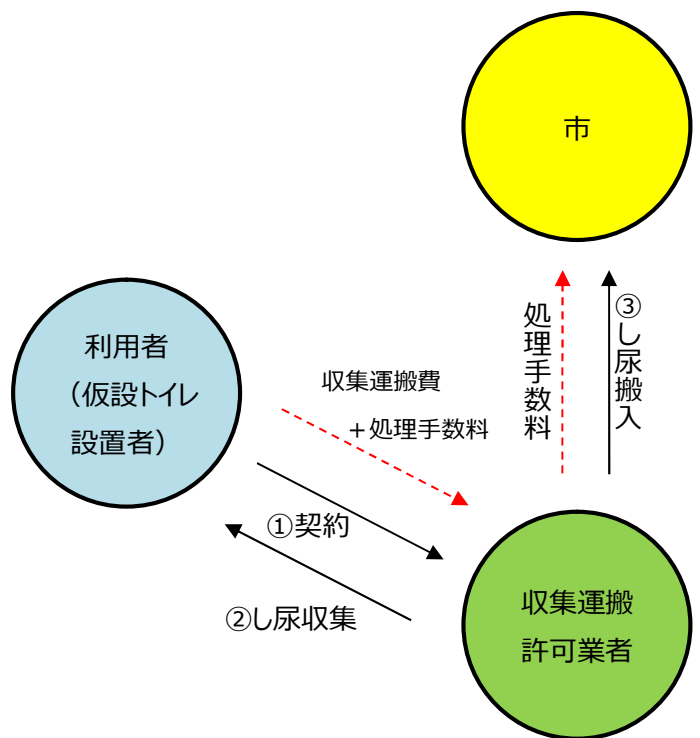 市
利用者
（仮設トイレ
設置者）
収集運搬費
＋処理手数料
処理手数料
③し尿搬入
①契約
②し尿収集
収集運搬
許可業者